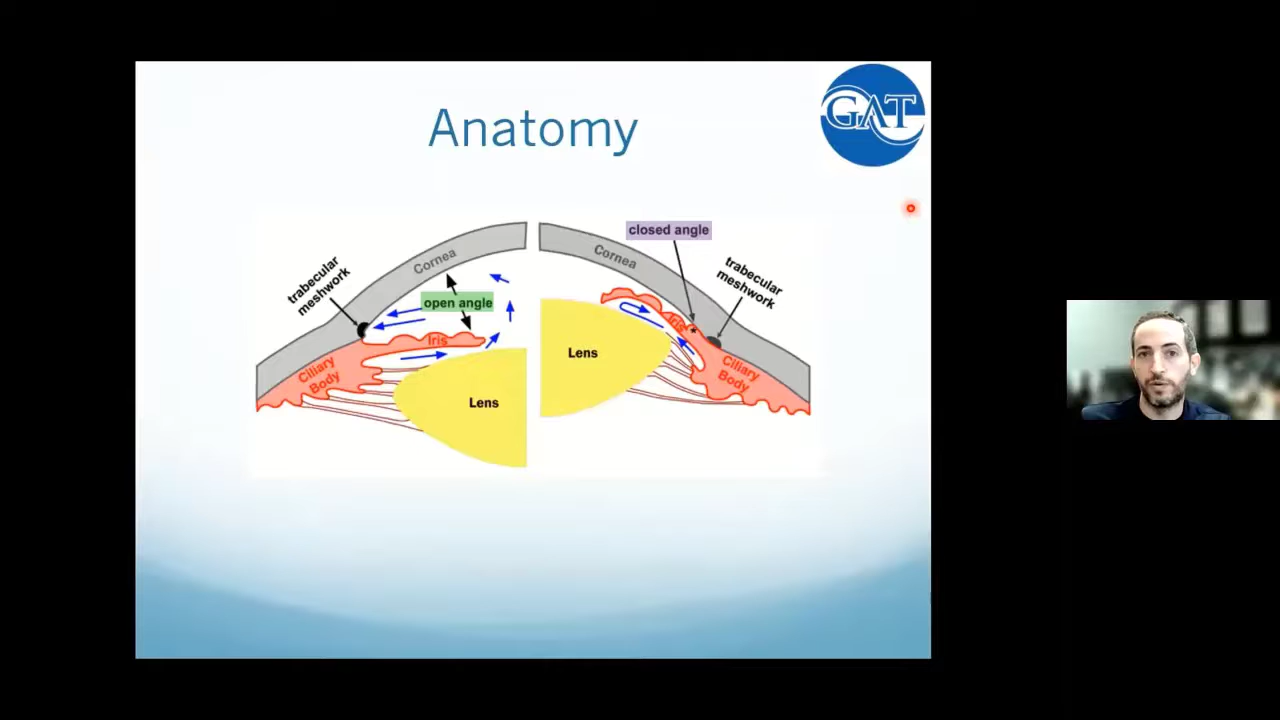 Anatomy
GAT
Cornea
trabecular
meshwork
open angle
Iris
Ciliary
Body
Lens
closed angle
Cornea
trabecular
meshwork
Iris
Lens
Ciliary
Body